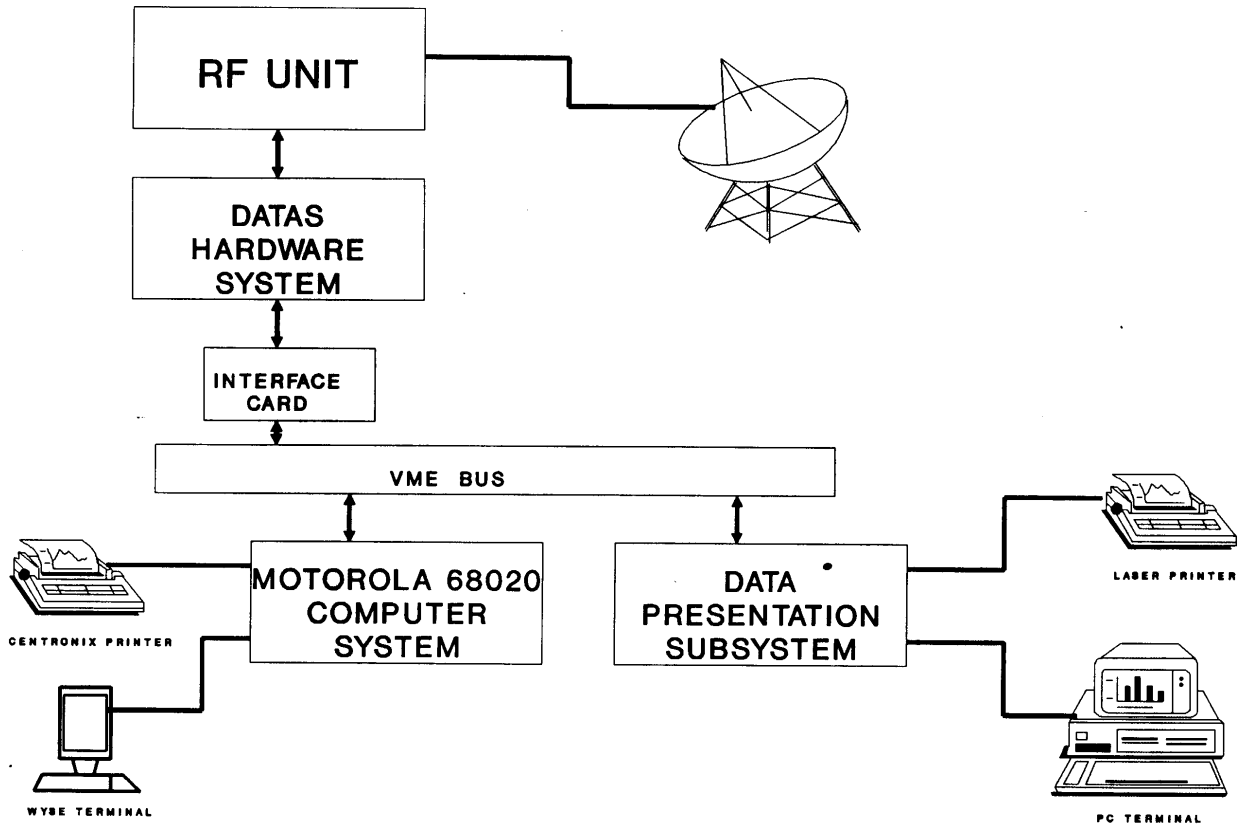 RF UNIT
DATAS
HARDWARE
SYSTEM
INTERFACE
CARD
VME BUS
MOTOROLA 68020
COMPUTER
SYSTEM
DATA
PRESENTATION
SUBSYSTEM
LASER PRINTER
CENTRONIX PRINTER
WYSE TERMINAL
PC TERMINAL